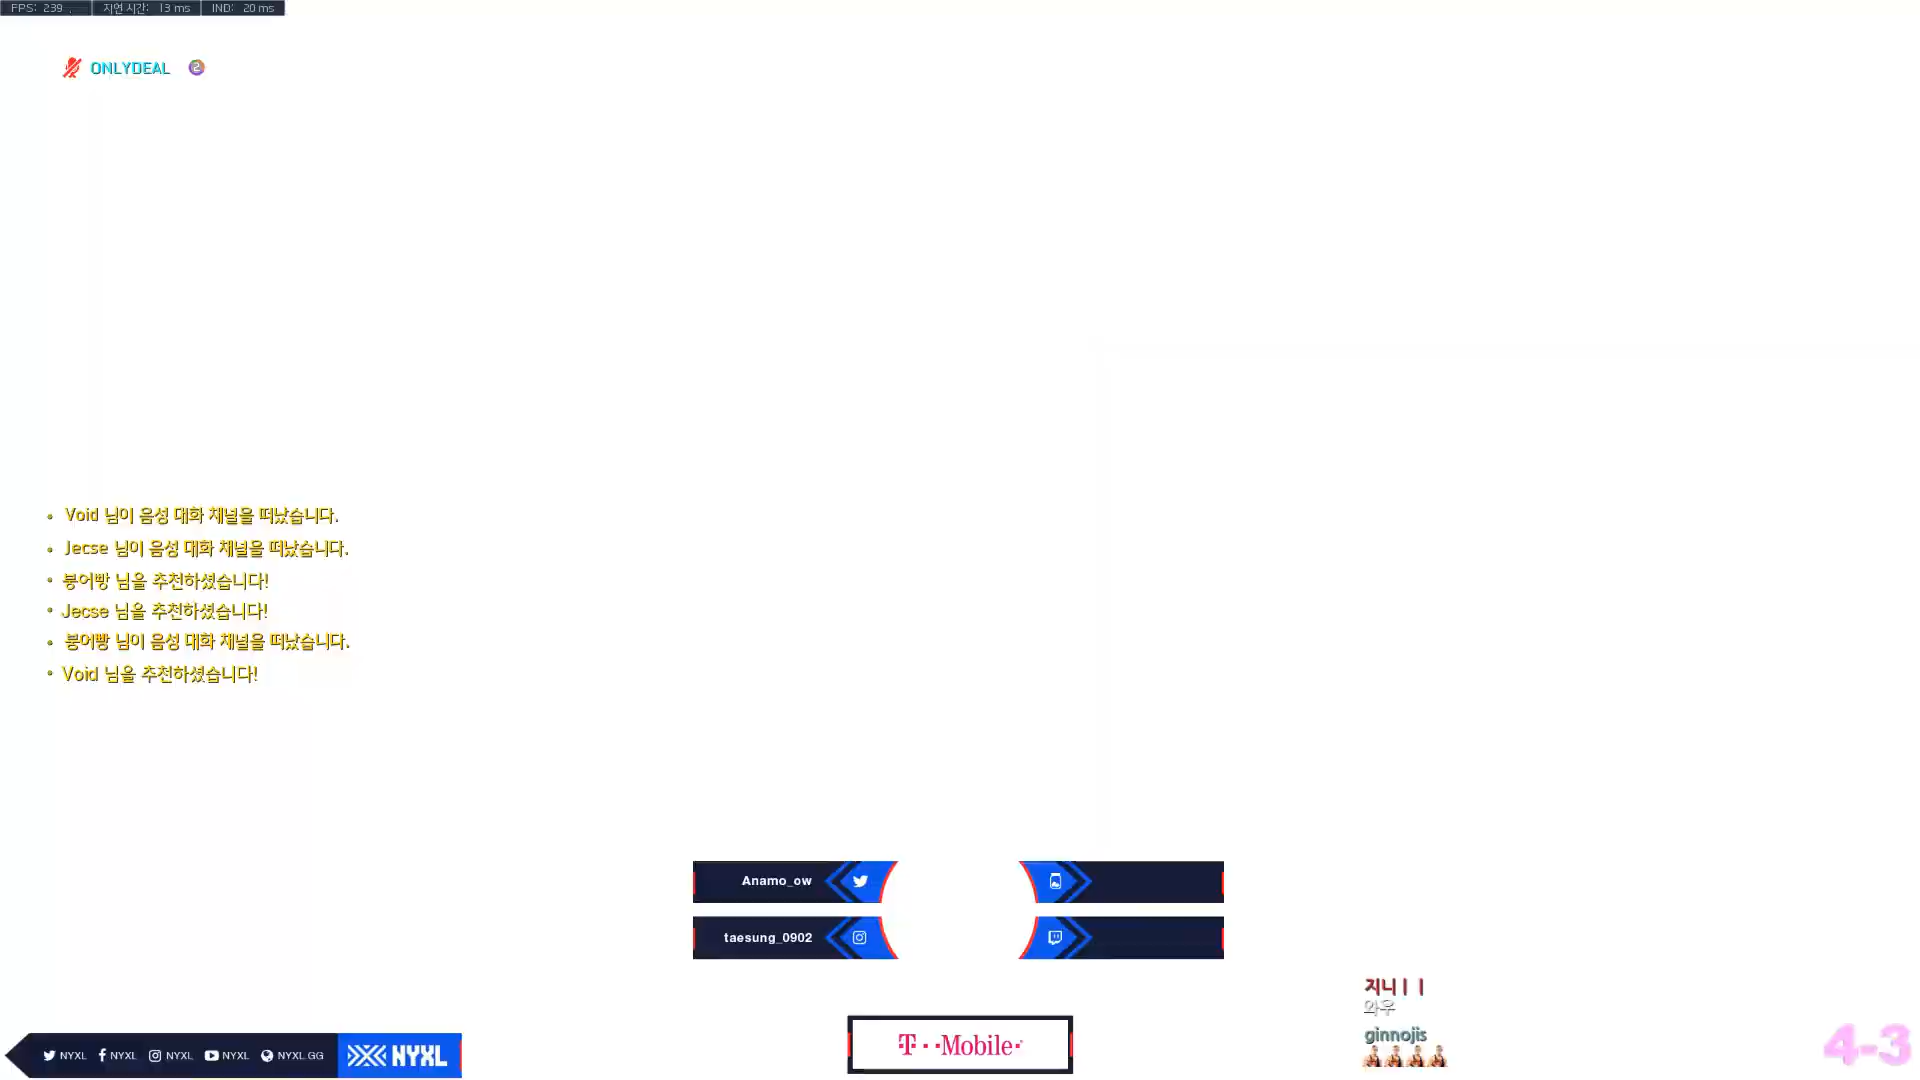 FPS: 239
지연 시간: 13 ms
IND: 20 ms
ONLYDEAL
2
Void 님이 음성 대화 채널을 떠났습니다.
Jecse 님이 음성 대화 채널을 떠났습니다.
붕어빵 님을 추천하셨습니다!
Jecse 님을 추천하셨습니다!
붕어빵 님이 음성 대화 채널을 떠났습니다.
Void 님을 추천하셨습니다!
Anamo_ow
taesung_0902
지니ㅣㅣ
와우
ginnojis
4-3
NYXL NYXL NYXL NYXL NYXL.GG NYXL
T··Mobile·